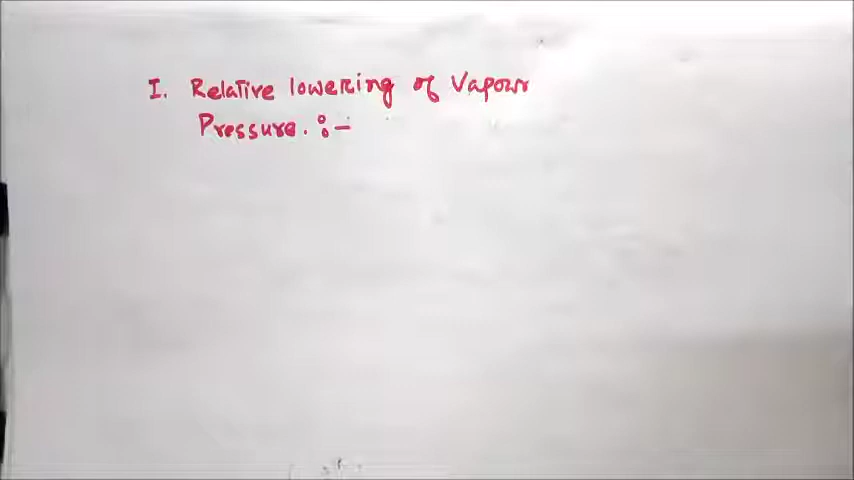 I. Relative lowering of Vapour
Pressure. :-